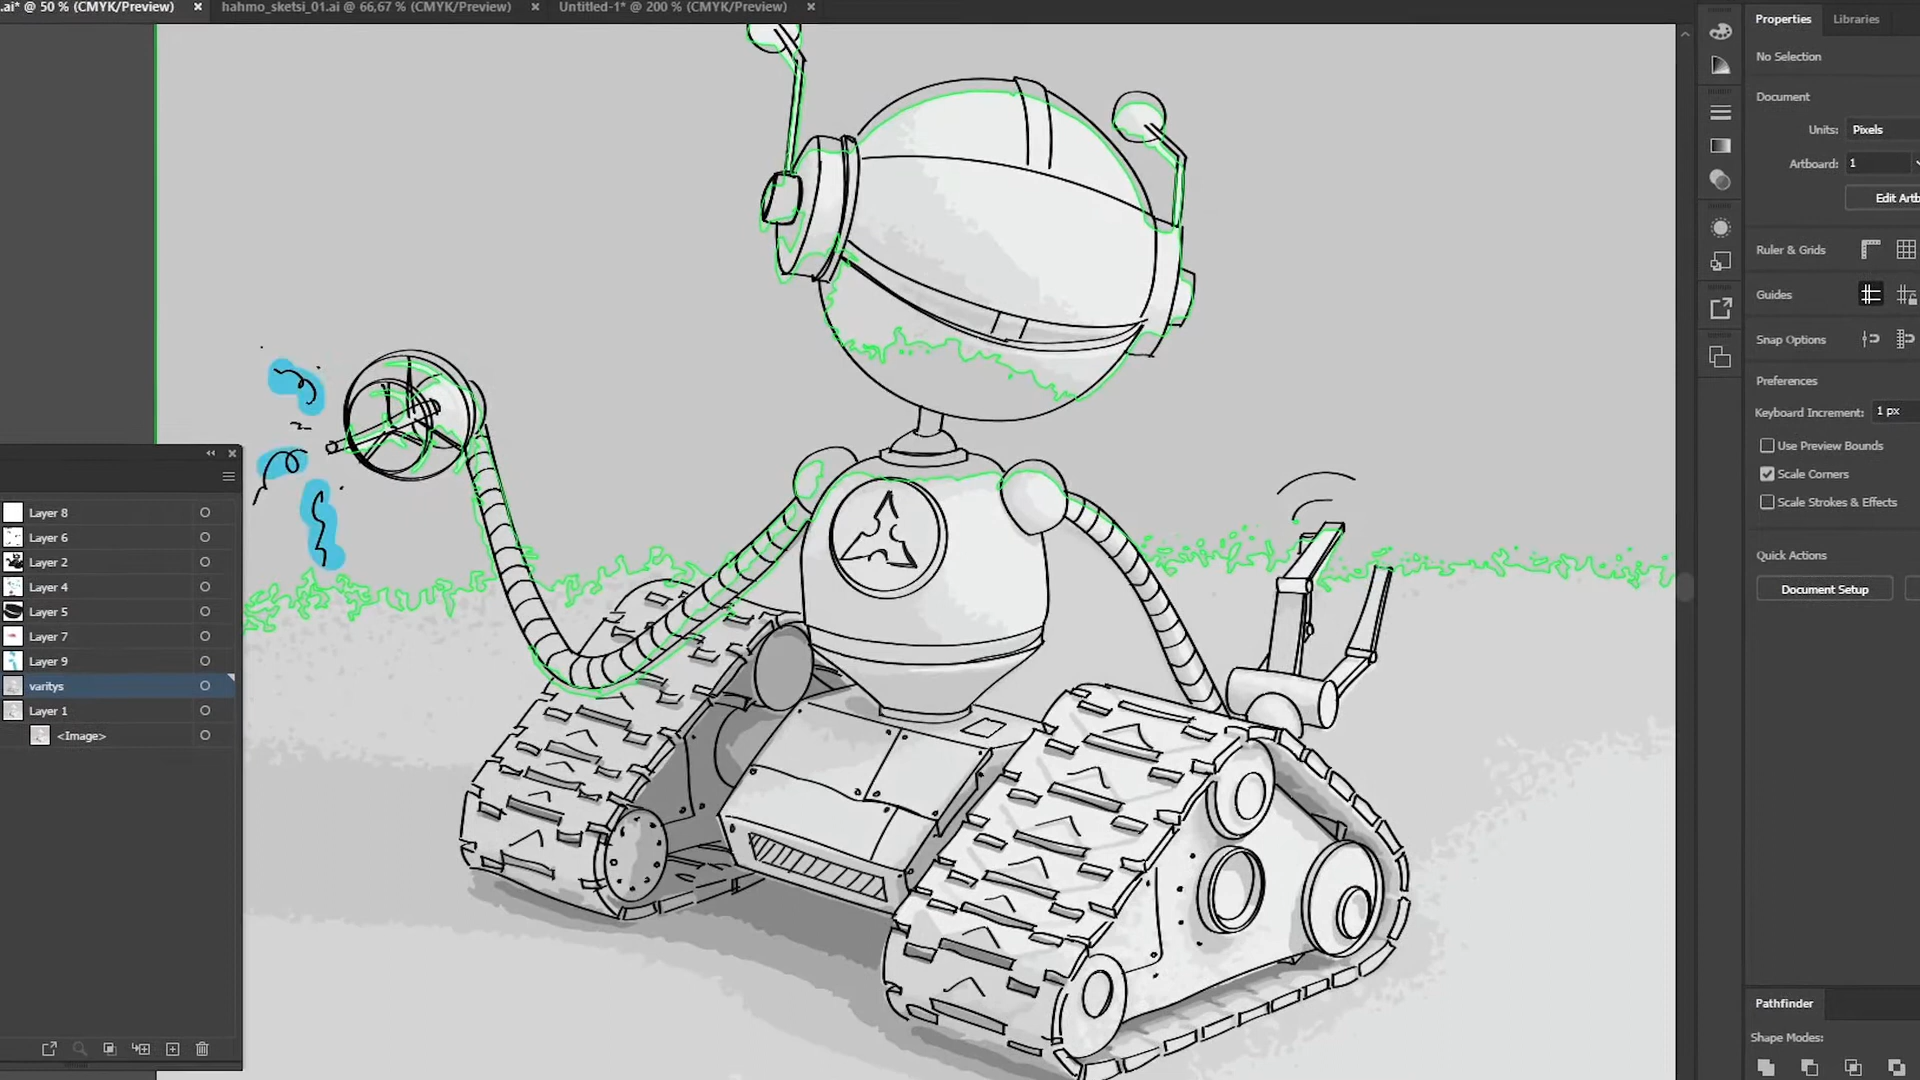 .ai* @ 50 % (CMYK/Preview) × hahmo_sketsi_01.ai @ 66,67 % (CMYK/Preview) × Untitled-1* @ 200 % (CMYK/Preview) ×
Properties Libraries
No Selection
Document
Units: Pixels
Artboard: 1
Edit Artb
Ruler & Grids
Guides
Snap Options
Preferences
Keyboard Increment: 1 px
Use Preview Bounds
Scale Corners
Scale Strokes & Effects
Quick Actions
Document Setup
Pathfinder
Shape Modes:
Layer 8
Layer 6
Layer 2
Layer 4
Layer 5
Layer 7
Layer 9
varitys
Layer 1
<Image>